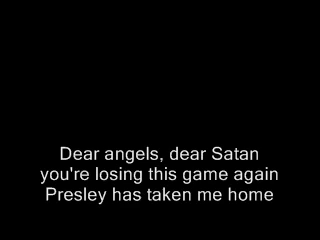 Dear angels, dear Satan
you're losing this game again
Presley has taken me home